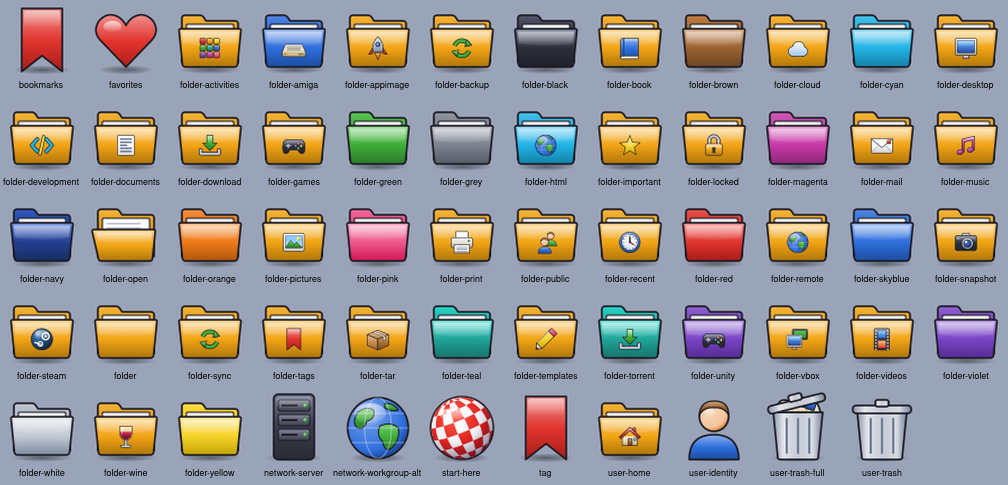 bookmarks favorites folder-activities folder-amiga folder-appimage folder-backup folder-black folder-book folder-brown folder-cloud folder-cyan folder-desktop
folder-development folder-documents folder-download folder-games folder-green folder-grey folder-html folder-important folder-locked folder-magenta folder-mail folder-music
folder-navy folder-open folder-orange folder-pictures folder-pink folder-print folder-public folder-recent folder-red folder-remote folder-skyblue folder-snapshot
folder-steam folder folder-sync folder-tags folder-tar folder-teal folder-templates folder-torrent folder-unity folder-vbox folder-videos folder-violet
folder-white folder-wine folder-yellow network-server network-workgroup-alt start-here tag user-home user-identity user-trash-full user-trash